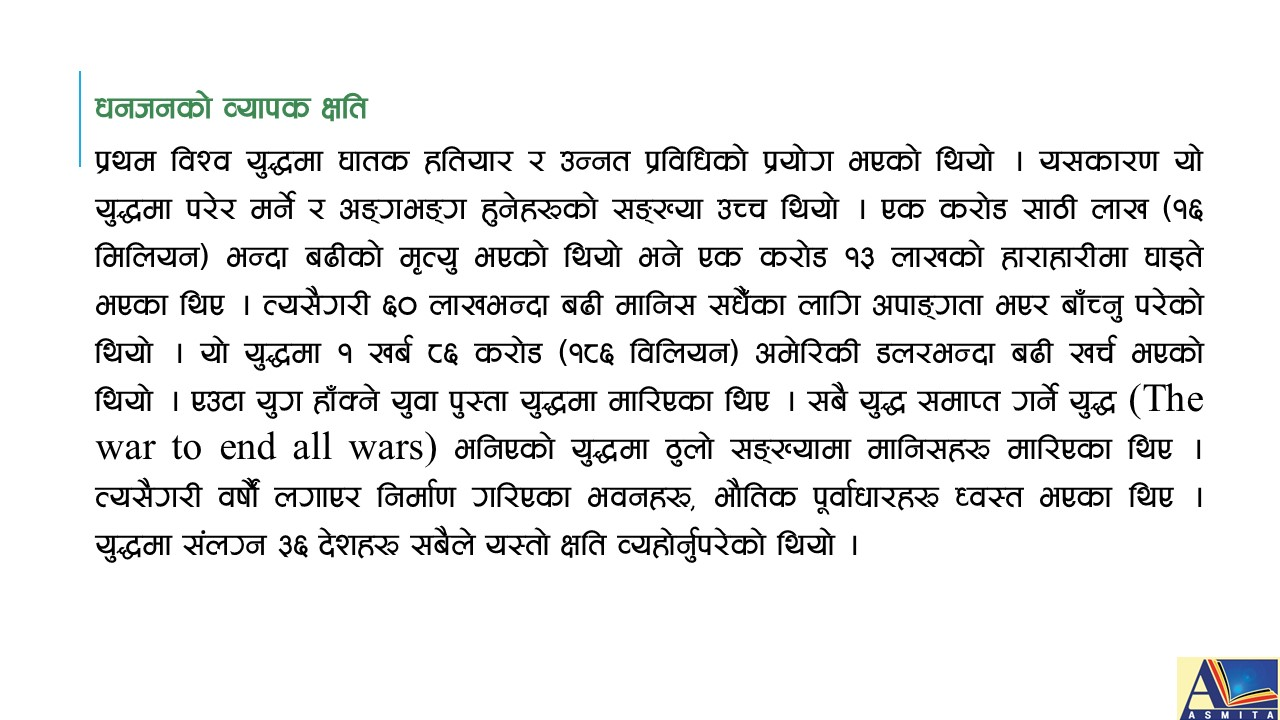 धनजनको व्यापक क्षति
प्रथम विश्व युद्धमा घातक हतियार र उन्नत प्रविधिको प्रयोग भएको थियो । यसकारण यो
युद्धमा परेर मर्ने र अङ्गभङ्ग हुनेहरूको सङ्ख्या उच्च थियो । एक करोड साठी लाख (१६
मिलियन) भन्दा बढीको मृत्यु भएको थियो भने एक करोड १३ लाखको हाराहारीमा घाइते
भएका थिए । त्यसैगरी ६० लाखभन्दा बढी मानिस सधैँका लागि अपाङ्गता भएर बाँच्नु परेको
थियो । यो युद्धमा १ खर्ब ८६ करोड (१८६ विलियन) अमेरिकी डलरभन्दा बढी खर्च भएको
थियो । एउटा युग हाँक्ने युवा पुस्ता युद्धमा मारिएका थिए । सबै युद्ध समाप्त गर्ने युद्ध (The
war to end all wars) भनिएको युद्धमा ठुलो सङ्ख्यामा मानिसहरू मारिएका थिए ।
त्यसैगरी वर्षौँ लगाएर निर्माण गरिएका भवनहरू, भौतिक पूर्वाधारहरू ध्वस्त भएका थिए ।
युद्धमा संलग्न ३६ देशहरू सबैले यस्तो क्षति व्यहोर्नुपरेको थियो ।
ASMITA